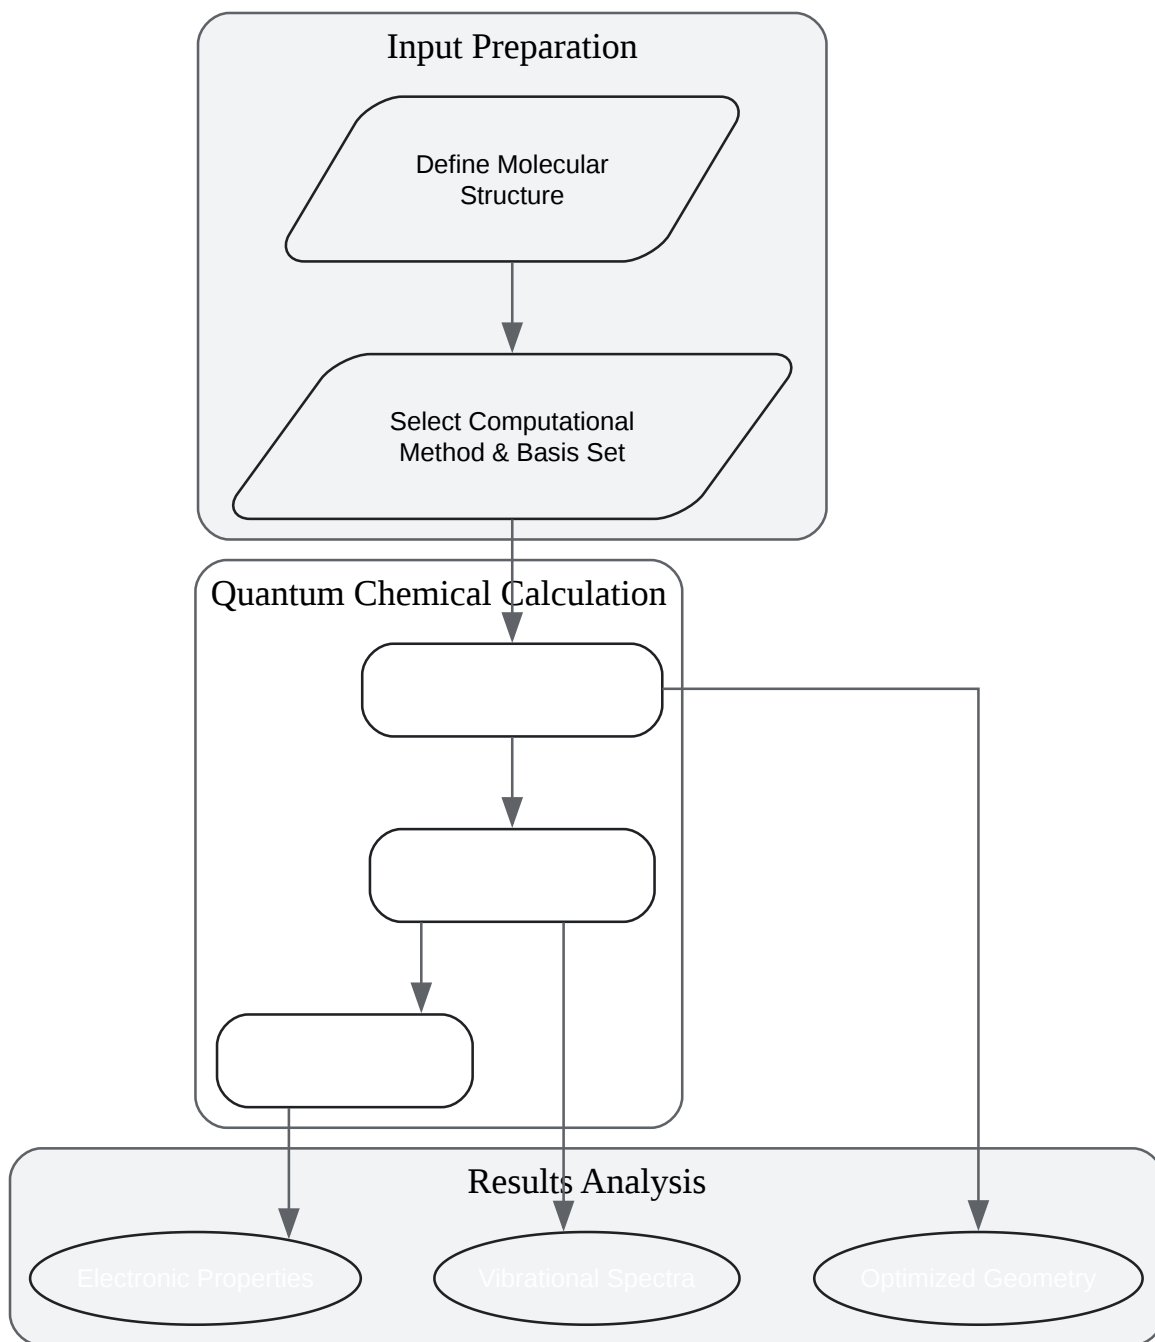 Input Preparation
Define Molecular
Structure
Select Computational
Method & Basis Set
Quantum Chemical Calculation
Results Analysis
Electronic Properties
Vibrational Spectra
Optimized Geometry